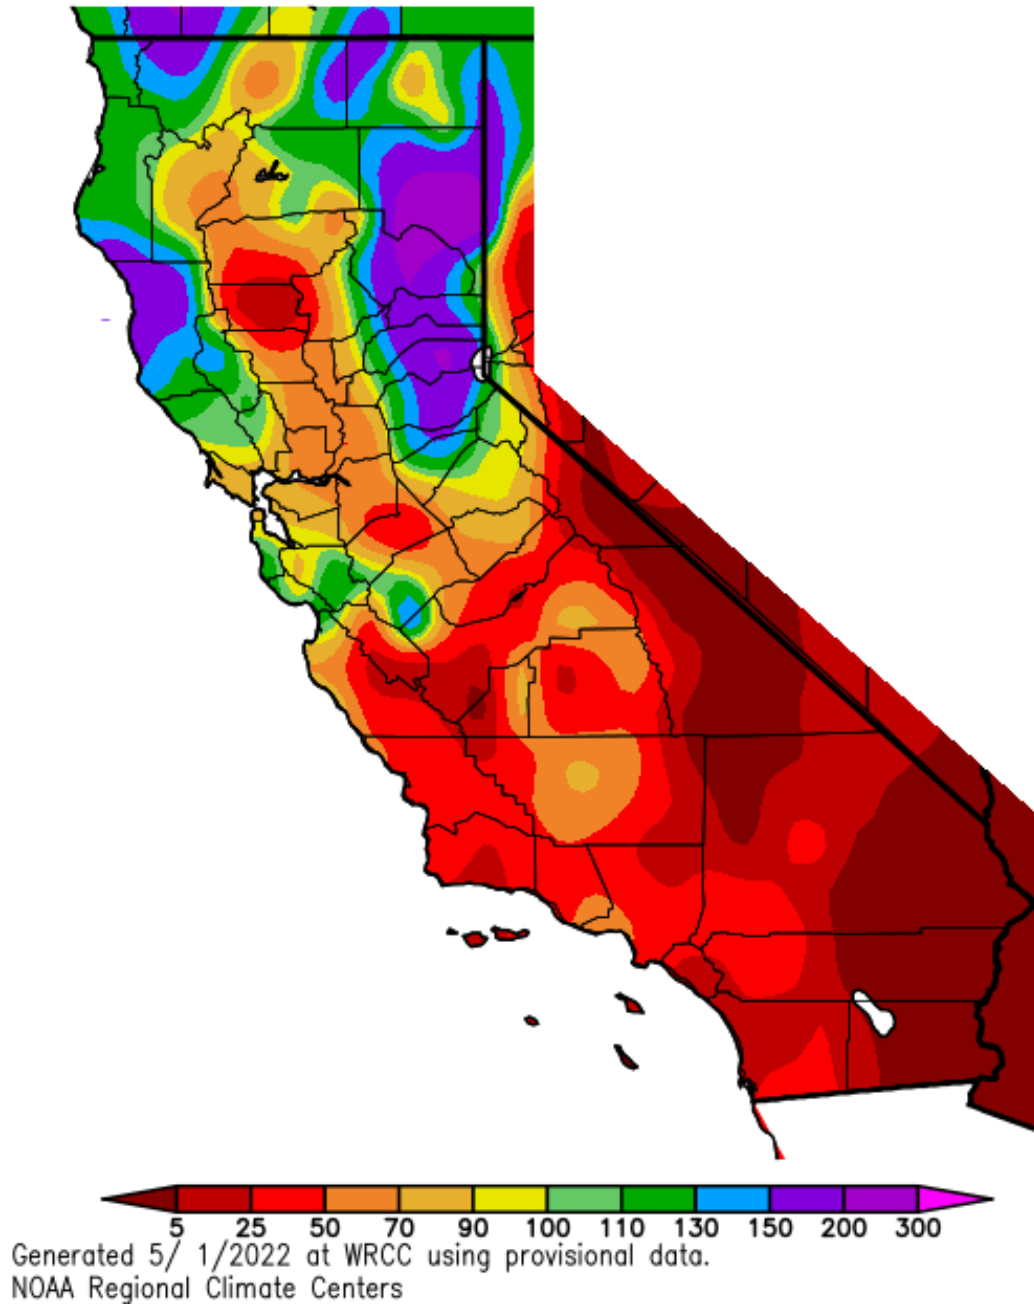 5 25 50 70 90 100 110 130 150 200 300
Generated 5/ 1/2022 at WRCC using provisional data.
NOAA Regional Climate Centers